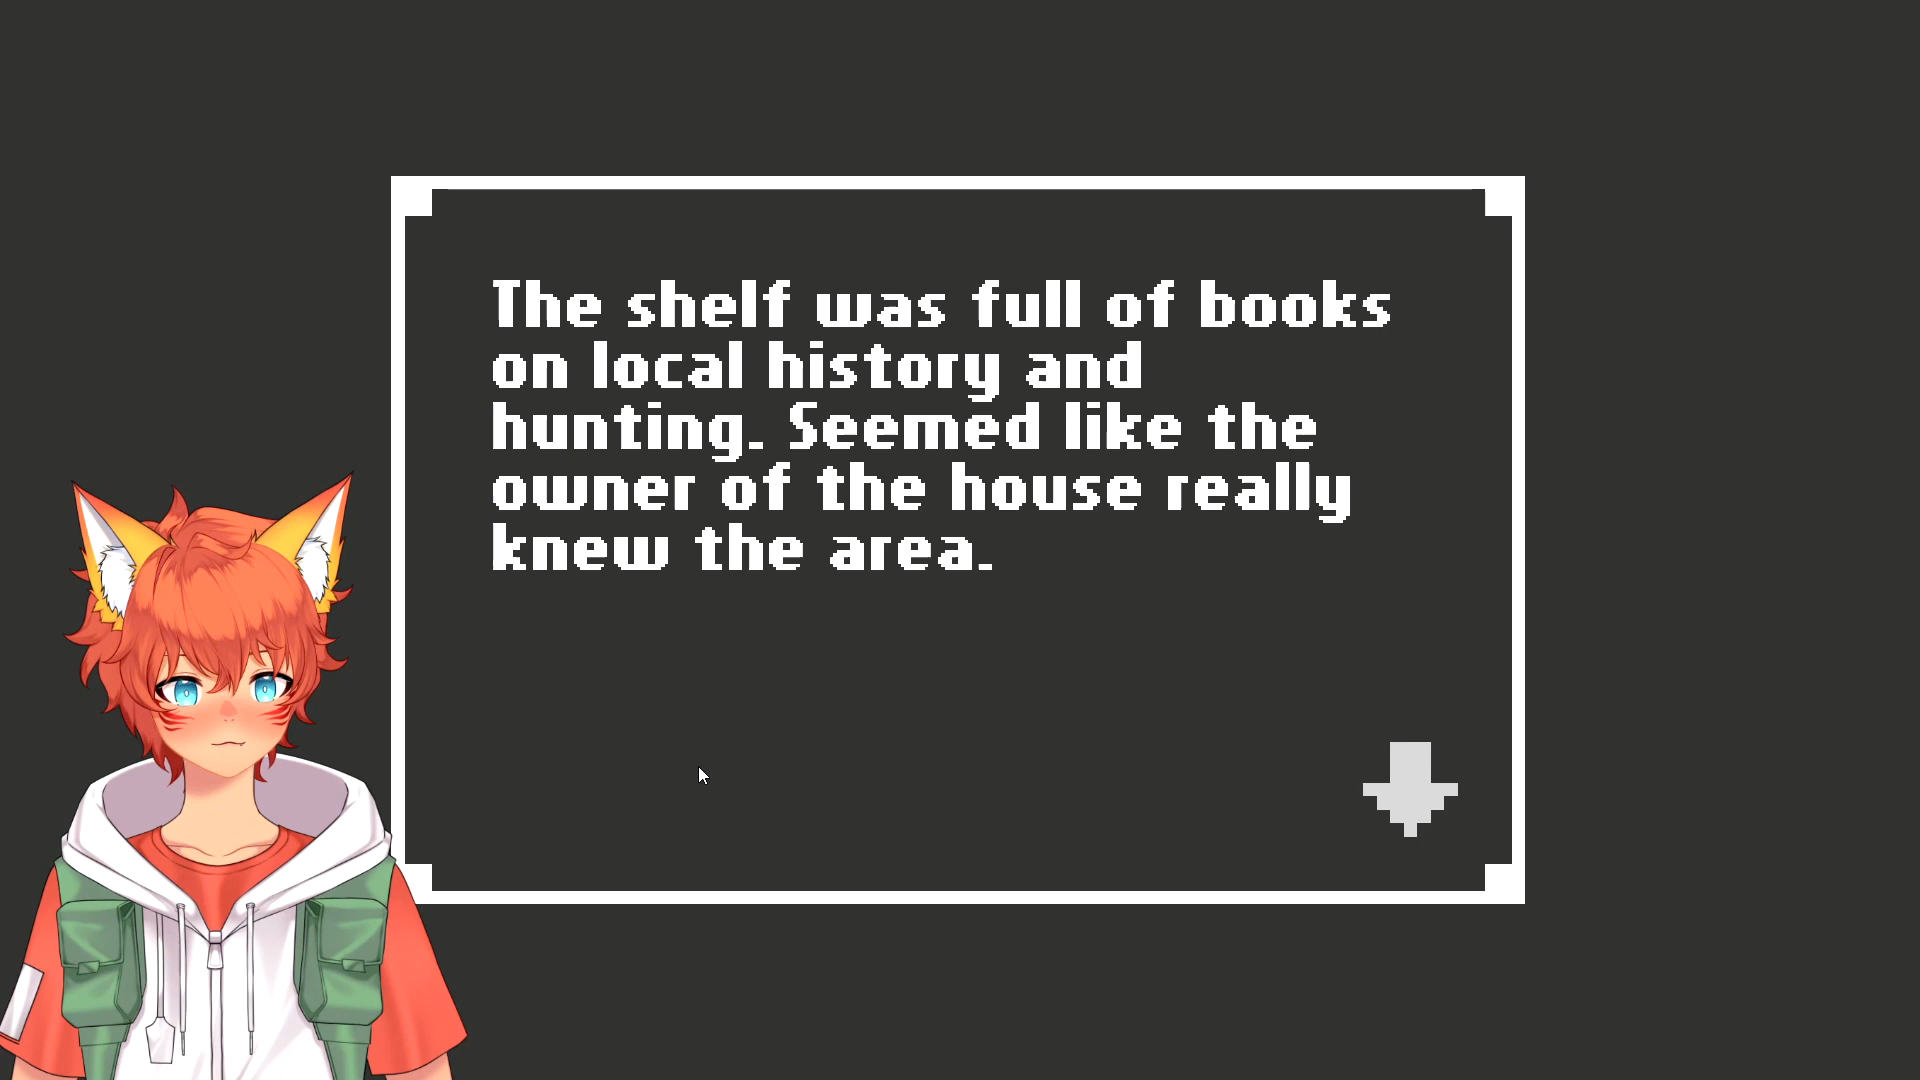 The shelf was full of books
on local history and
hunting. Seemed like the
owner of the house really
knew the area.